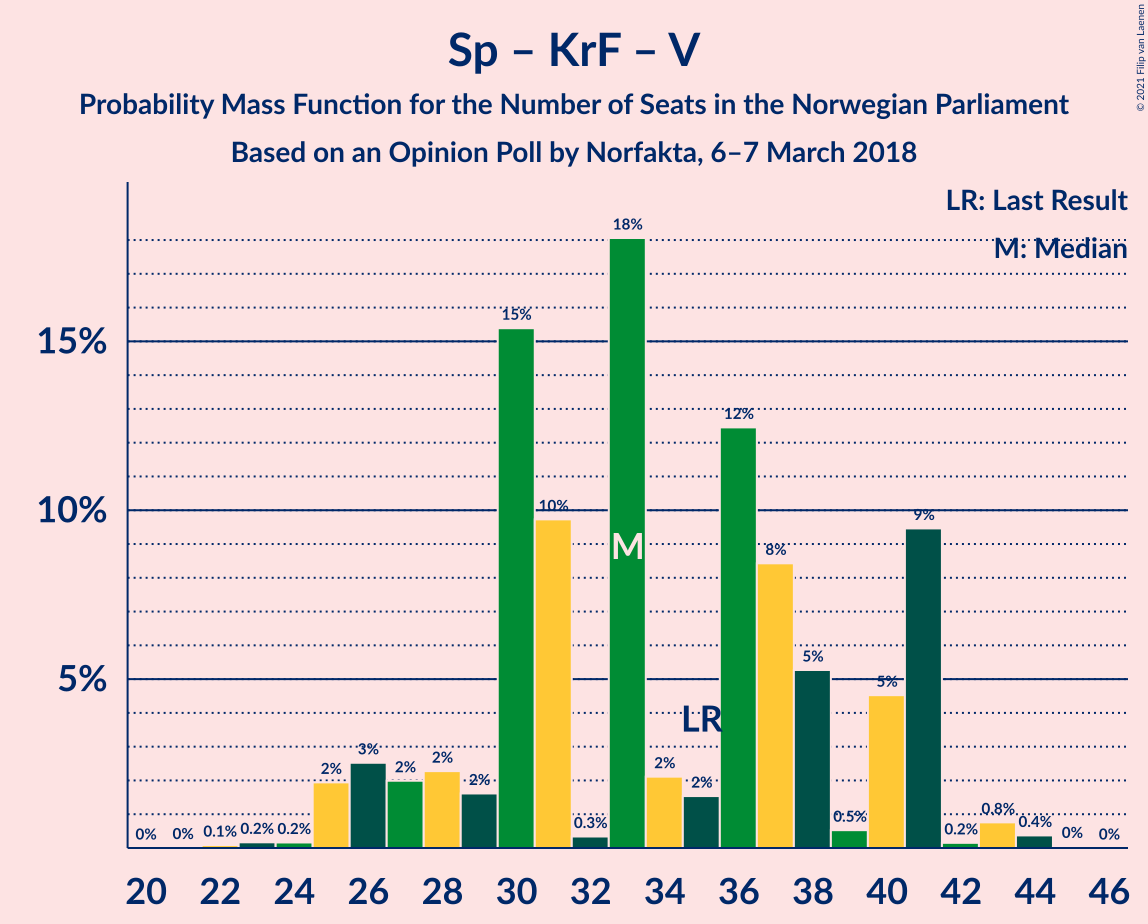 Sp – KrF – V
Probability Mass Function for the Number of Seats in the Norwegian Parliament
Based on an Opinion Poll by Norfakta, 6–7 March 2018
© 2021 Filip van Laenen
LR: Last Result
M: Median
15%
10%
5%
0% 0% 0.1% 0.2% 0.2% 2% 3% 2% 2% 2% 15% 10% 0.3% 18% 2% 2% 12% 8% 5% 0.5% 5% 9% 0.2% 0.8% 0.4% 0% 0%
M
LR
20 22 24 26 28 30 32 34 36 38 40 42 44 46